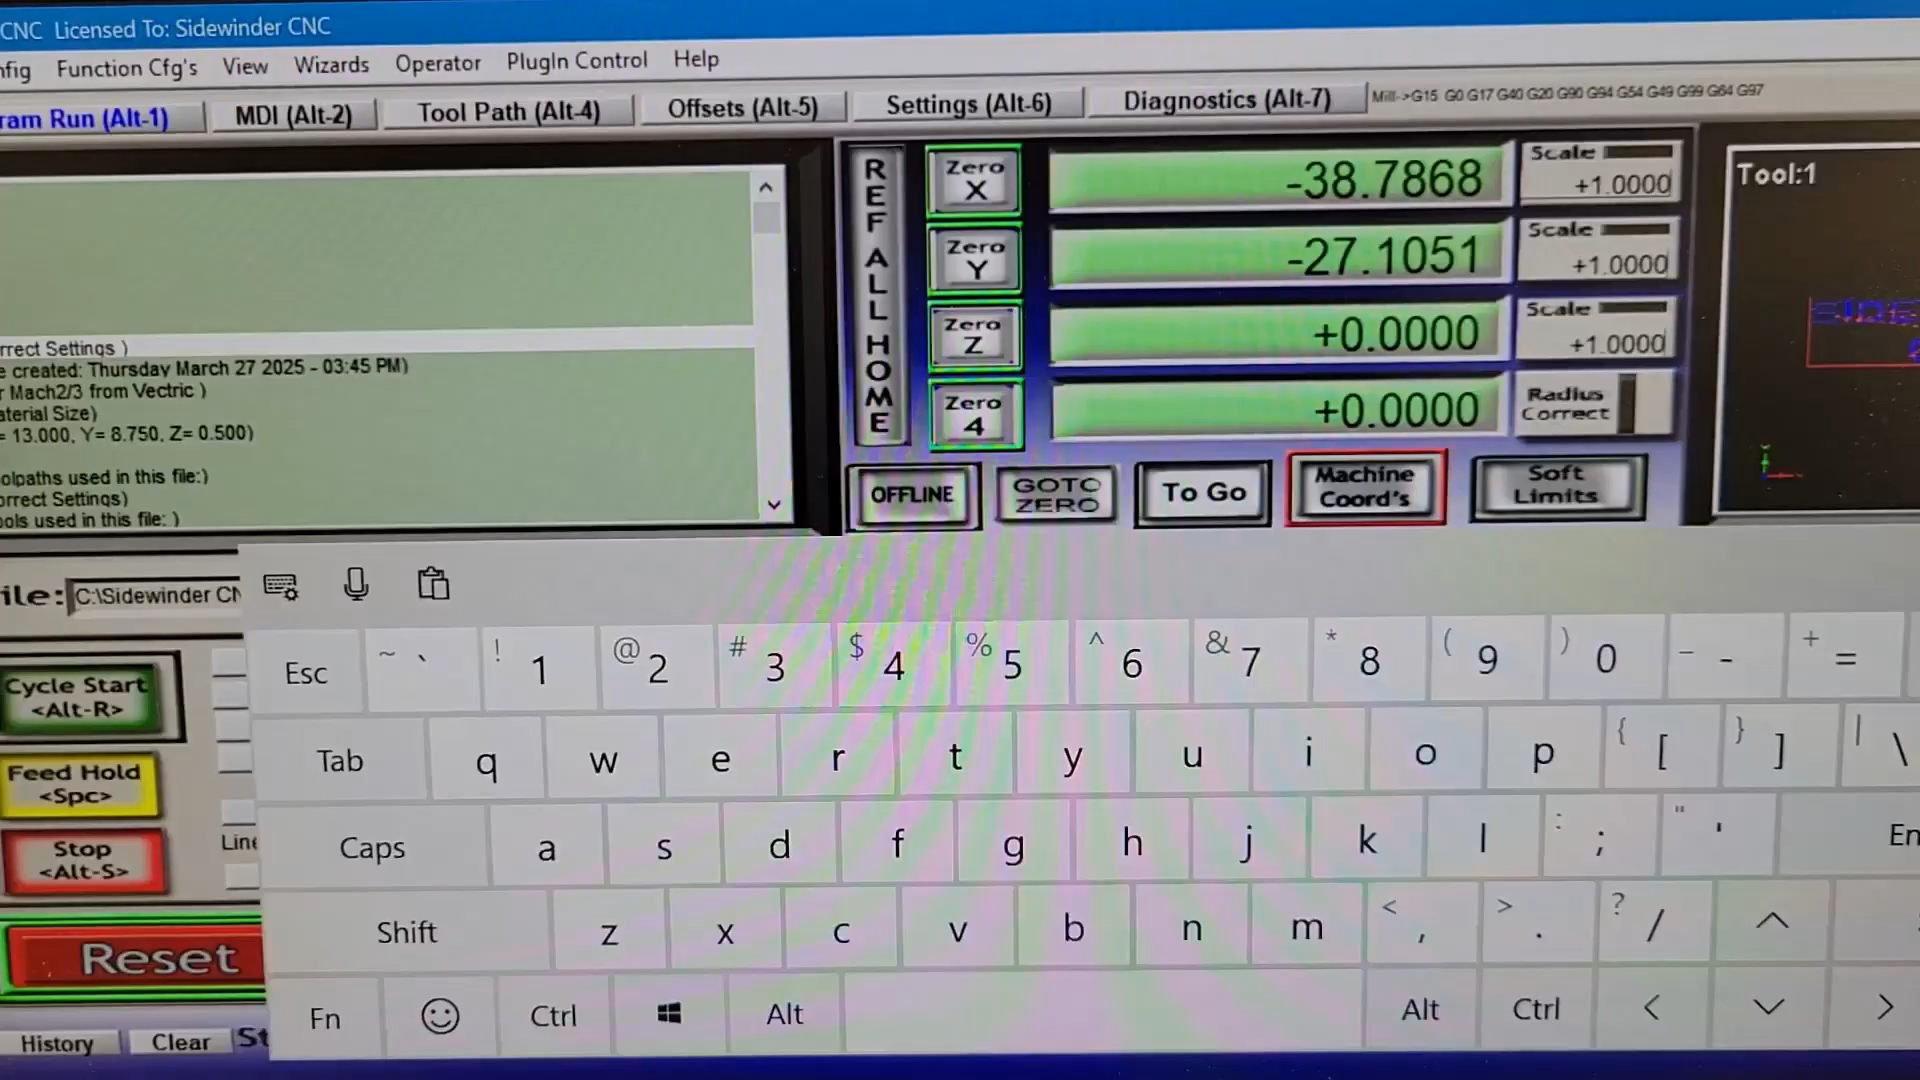 CNC Licensed To: Sidewinder CNC
nfig Function Cfg's View Wizards Operator PlugIn Control Help
ram Run (Alt-1) MDI (Alt-2) Tool Path (Alt-4) Offsets (Alt-5) Settings (Alt-6) Diagnostics (Alt-7) Mill->G15 G0 G17 G40 G20 G90 G94 G54 G49 G99 G64 G97
rrect Settings )
e created: Thursday March 27 2025 - 03:45 PM)
r Mach2/3 from Vectric )
aterial Size)
= 13.000, Y= 8.750, Z= 0.500)
olpaths used in this file:)
orrect Settings)
ols used in this file: )
REF ALL HOME
Zero X -38.7868 Scale +1.0000
Zero Y -27.1051 Scale +1.0000
Zero Z +0.0000 Scale +1.0000
Zero 4 +0.0000 Radius Correct
OFFLINE GOTO ZERO To Go Machine Coord's Soft Limits
Tool:1
ile: C:\Sidewinder CN
Cycle Start
<Alt-R>
Feed Hold
<Spc>
Stop
<Alt-S>
Line
Reset
History Clear St
Esc ~ ` ! 1 @ 2 # 3 $ 4 % 5 ^ 6 & 7 * 8 ( 9 ) 0 _ - + =
Tab q w e r t y u i o p { [ } ] | \
Caps a s d f g h j k l : ; " ' En
Shift z x c v b n m < , > . ? /
Fn Ctrl Alt Alt Ctrl